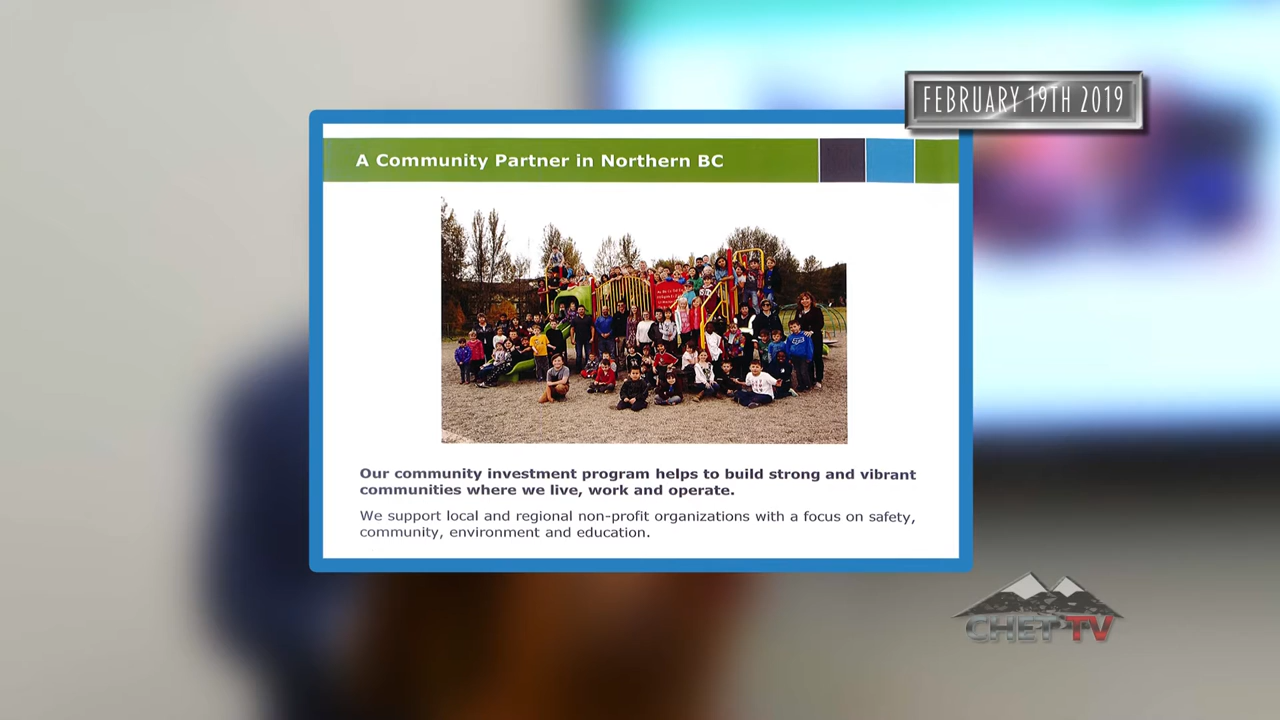 FEBRUARY 19TH 2019
A Community Partner in Northern BC
Our community investment program helps to build strong and vibrant
communities where we live, work and operate.
We support local and regional non-profit organizations with a focus on safety,
community, environment and education.
CHET TV